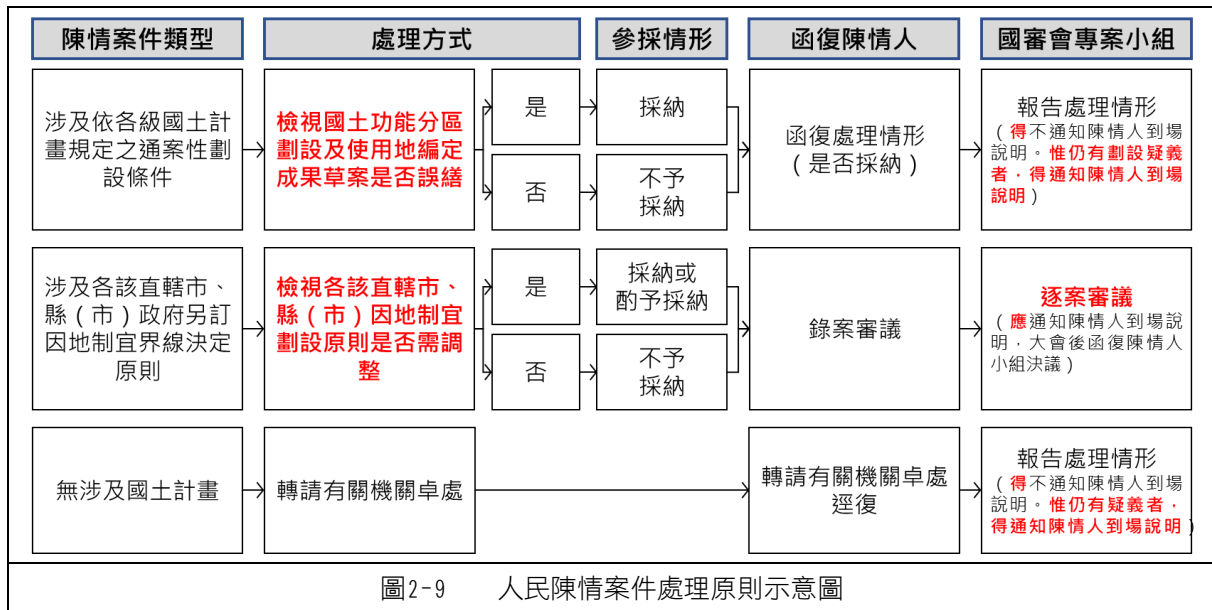 陳情案件類型
處理方式
參採情形
函復陳情人
國審會專案小組
涉及依各級國土計
畫規定之通案性劃
設條件
檢視國土功能分區
劃設及使用地編定
成果草案是否誤繕
是
採納
否
不予
採納
函復處理情形
（是否採納）
報告處理情形
（得不通知陳情人到場
說明。惟仍有劃設疑義
者，得通知陳情人到場
說明）
涉及各該直轄市、
縣（市）政府另訂
因地制宜界線決定
原則
檢視各該直轄市、
縣（市）因地制宜
劃設原則是否需調
整
是
採納或
酌予採納
否
不予
採納
錄案審議
逐案審議
（應通知陳情人到場說
明，大會後函復陳情人
小組決議）
無涉及國土計畫
轉請有關機關卓處
轉請有關機關卓處
逕復
報告處理情形
（得不通知陳情人到場
說明。惟仍有疑義者，
得通知陳情人到場說明）
圖2-9 人民陳情案件處理原則示意圖